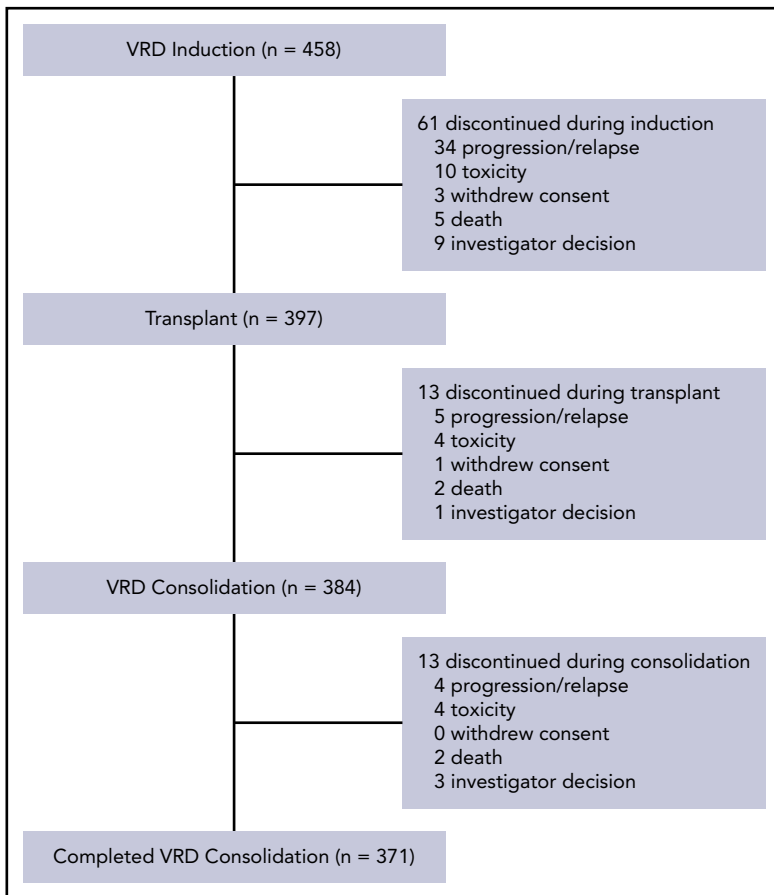 VRD Induction (n = 458)
61 discontinued during induction
34 progression/relapse
10 toxicity
3 withdrew consent
5 death
9 investigator decision
Transplant (n = 397)
13 discontinued during transplant
5 progression/relapse
4 toxicity
1 withdrew consent
2 death
1 investigator decision
VRD Consolidation (n = 384)
13 discontinued during consolidation
4 progression/relapse
4 toxicity
0 withdrew consent
2 death
3 investigator decision
Completed VRD Consolidation (n = 371)